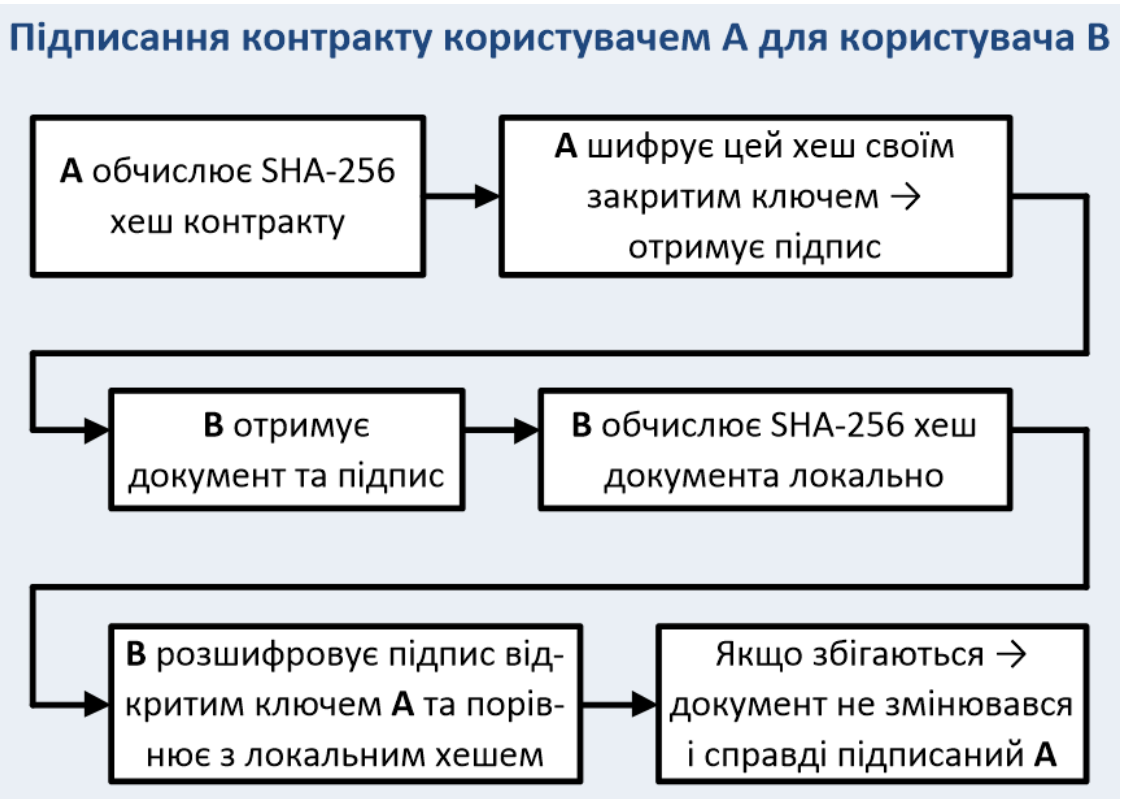 Підписання контракту користувачем А для користувача В
А обчислює SHA-256
хеш контракту
А шифрує цей хеш своїм
закритим ключем →
отримує підпис
В отримує
документ та підпис
В обчислює SHA-256 хеш
документа локально
В розшифровує підпис від-
критим ключем А та порів-
нює з локальним хешем
Якщо збігаються →
документ не змінювався
і справді підписаний А